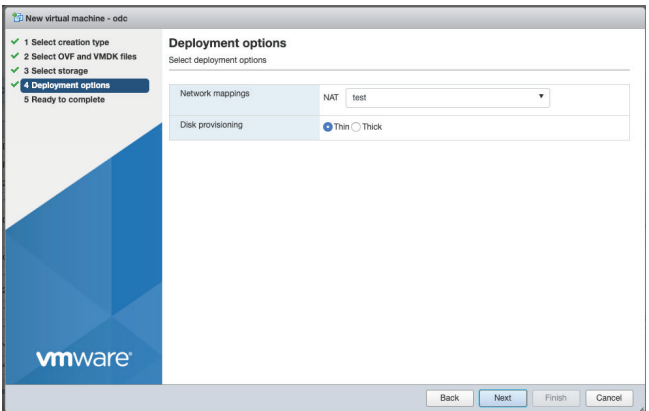 New virtual machine - odc
1 Select creation type
2 Select OVF and VMDK files
3 Select storage
4 Deployment options
5 Ready to complete
Deployment options
Select deployment options
Network mappings
NAT test
Disk provisioning
Thin Thick
vmware®
Back Next Finish Cancel